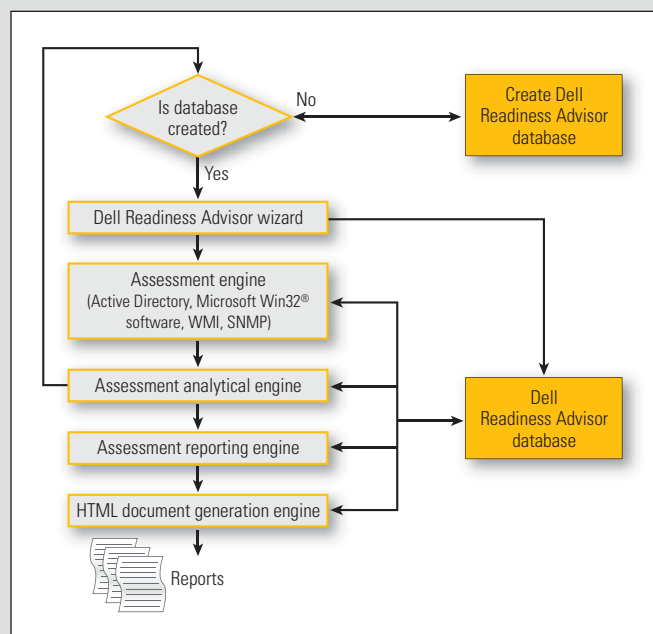 Is database
created?
No
Create Dell
Readiness Advisor
database
Yes
Dell Readiness Advisor wizard
Assessment engine
(Active Directory, Microsoft Win32®
software, WMI, SNMP)
Assessment analytical engine
Dell
Readiness Advisor
database
Assessment reporting engine
HTML document generation engine
Reports